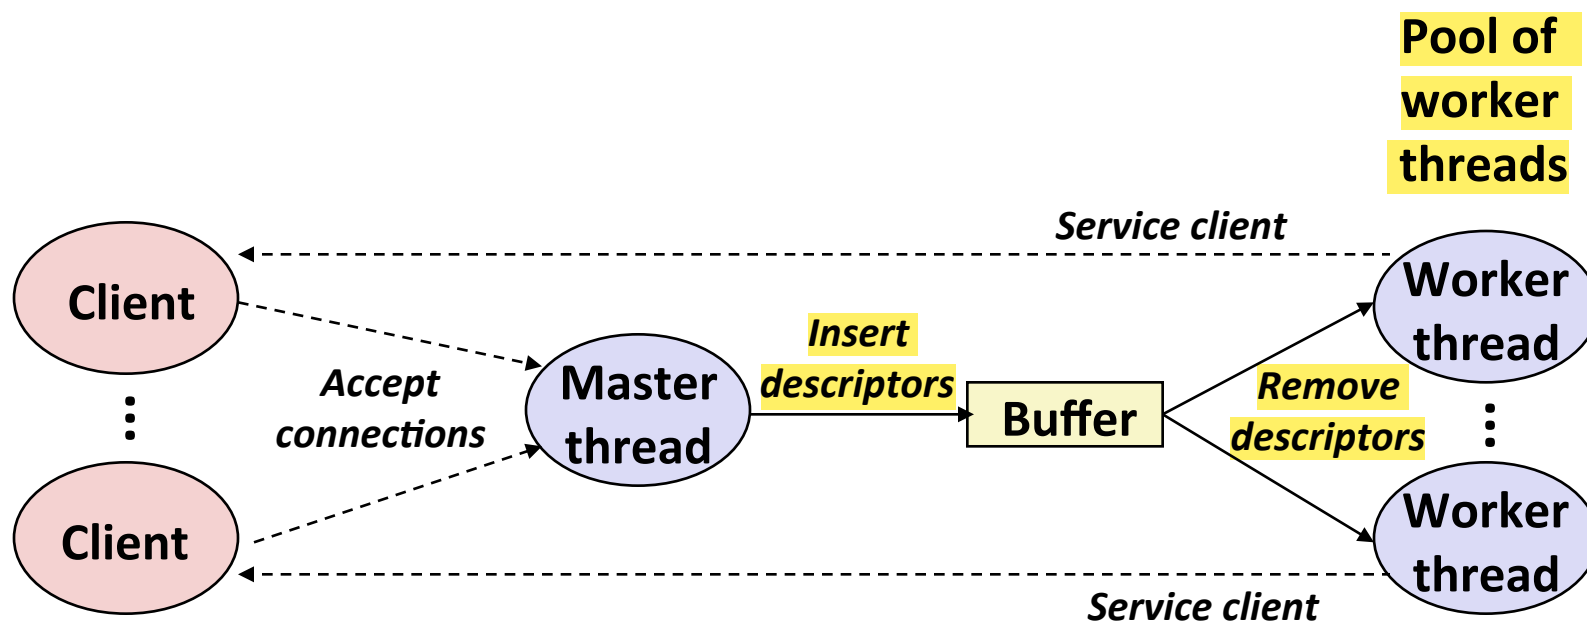 Pool of
worker
threads
Service client
Client
Worker
thread
Insert
descriptors
Accept
connections
Master
thread
Buffer
Remove
descriptors
Client
Worker
thread
Service client